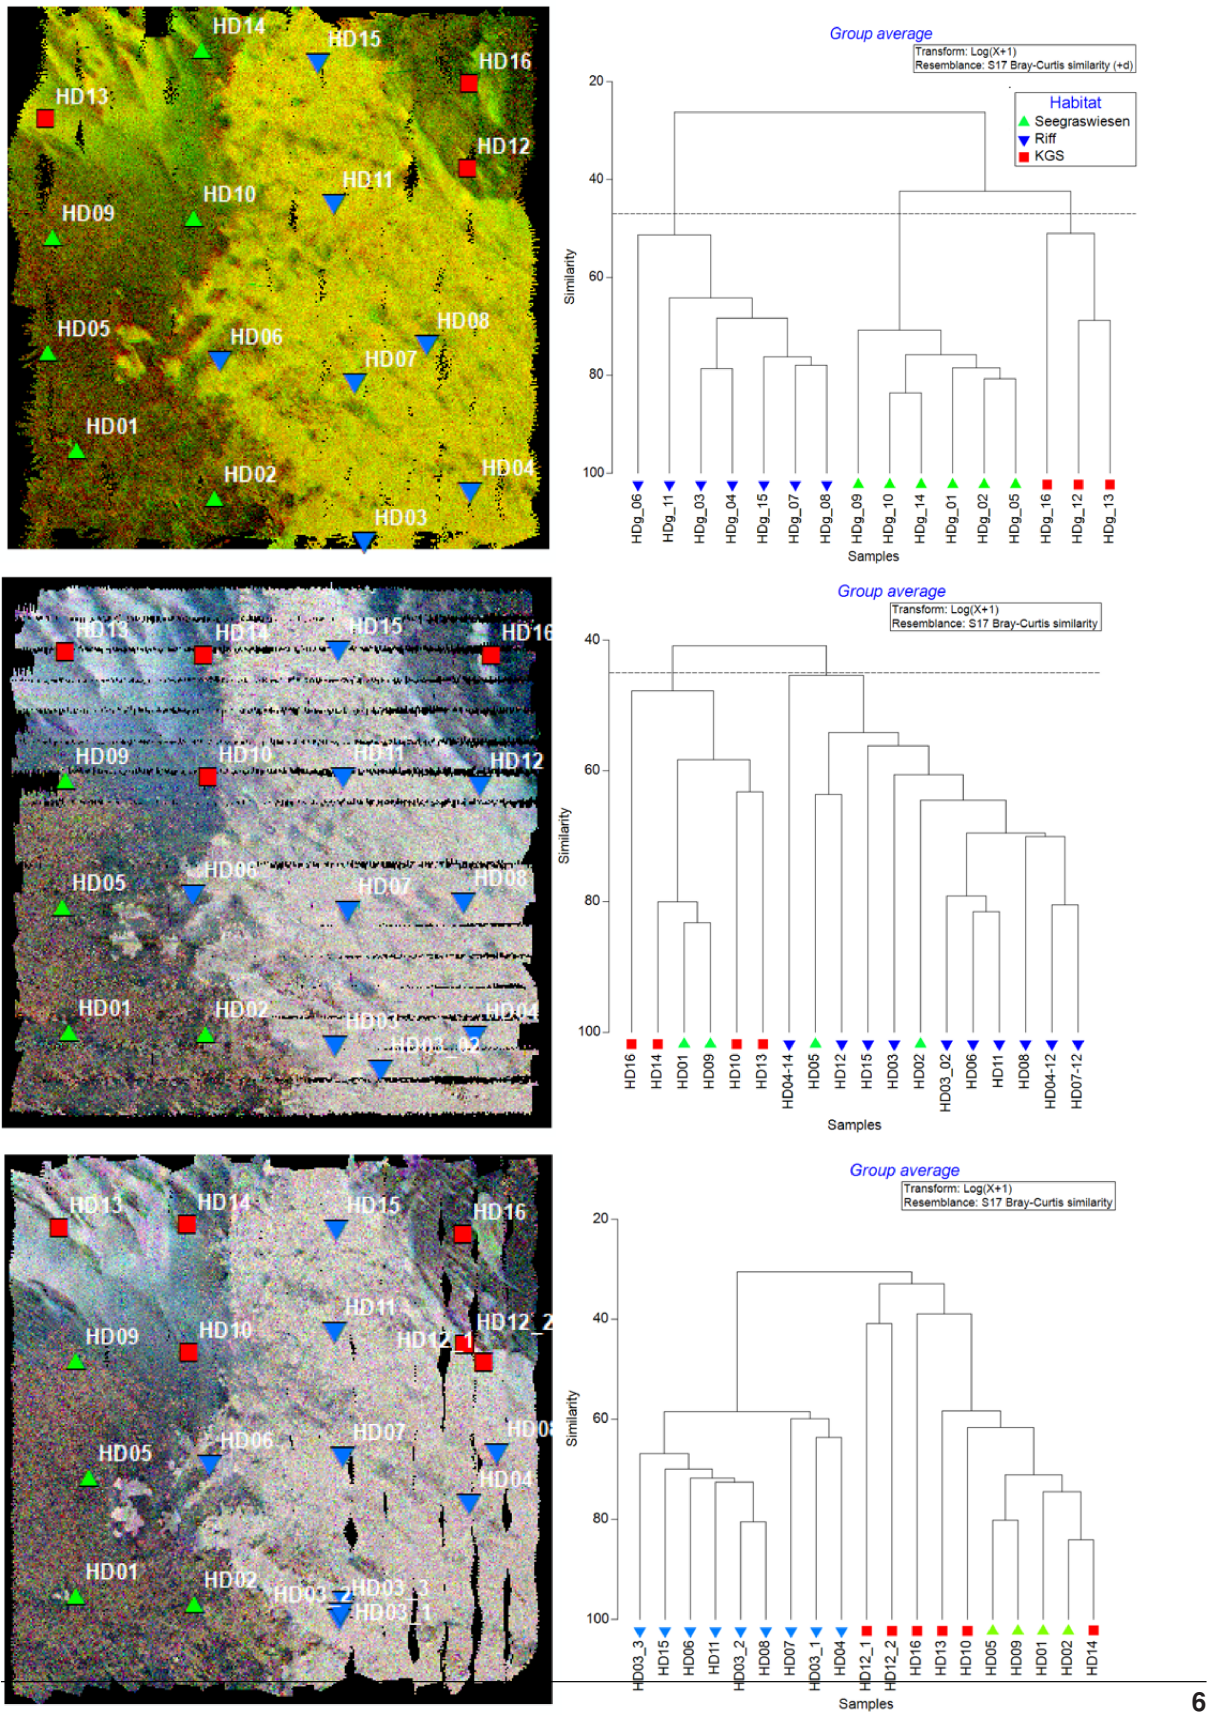 HD14
HD15
HD16
HD13
HD12
HD11
HD10
HD09
HD08
HD05
HD06
HD07
HD01
HD02
HD04
HD03
Group average
Transform: Log(X+1)
Resemblance: S17 Bray-Curtis similarity (+d)
Habitat
Seegraswiesen
Riff
KGS
20
40
60
80
100
Similarity
HDg_06
HDg_11
HDg_03
HDg_04
HDg_15
HDg_07
HDg_08
HDg_09
HDg_10
HDg_14
HDg_01
HDg_02
HDg_05
HDg_16
HDg_12
HDg_13
Samples
HD13
HD14
HD15
HD16
HD09
HD10
HD11
HD12
HD05
HD06
HD07
HD08
HD01
HD02
HD03
HD04
HD03_02
Group average
Transform: Log(X+1)
Resemblance: S17 Bray-Curtis similarity
40
60
80
100
Similarity
HD16
HD14
HD01
HD09
HD10
HD13
HD04-14
HD05
HD12
HD15
HD03
HD02
HD03_02
HD06
HD11
HD08
HD04-12
HD07-12
Samples
HD13
HD14
HD15
HD16
HD09
HD10
HD11
HD12_1
HD12_2
HD05
HD06
HD07
HD08
HD04
HD01
HD02
HD03_2
HD03_3
HD03_1
Group average
Transform: Log(X+1)
Resemblance: S17 Bray-Curtis similarity
20
40
60
80
100
Similarity
HD03_3
HD15
HD06
HD11
HD03_2
HD08
HD07
HD03_1
HD04
HD12_1
HD12_2
HD16
HD13
HD10
HD05
HD09
HD01
HD02
HD14
Samples
6